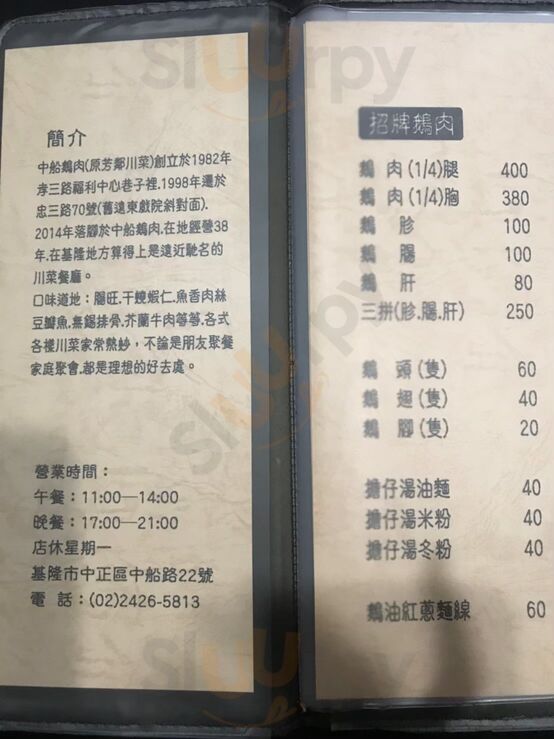 簡介
中船鵝肉(原芳鄰川菜)創立於1982年
孝三路福利中心巷子裡.1998年遷於
忠三路70號(舊遠東戲院斜對面).
2014年落腳於中船鵝肉.在地經營38
年.在基隆地方算得上是遠近馳名的
川菜餐廳。
口味道地：腸旺.干燒蝦仁.魚香肉絲
豆瓣魚.無錫排骨.芥蘭牛肉等等.各式
各樣川菜家常熱炒，不論是朋友聚餐
家庭聚會.都是理想的好去處。
營業時間：
午餐：11:00—14:00
晚餐：17:00—21:00
店休星期一
基隆市中正區中船路22號
電 話：(02)2426-5813
招牌鵝肉
鵝 肉(1/4)腿 400
鵝 肉(1/4)胸 380
鵝 胗 100
鵝 腸 100
鵝 肝 80
三拼(胗.腸.肝) 250
鵝 頭(隻) 60
鵝 翅(隻) 40
鵝 腳(隻) 20
擔仔湯油麵 40
擔仔湯米粉 40
擔仔湯冬粉 40
鵝油紅蔥麵線 60
slurrpy
slurrpy
slurrpy